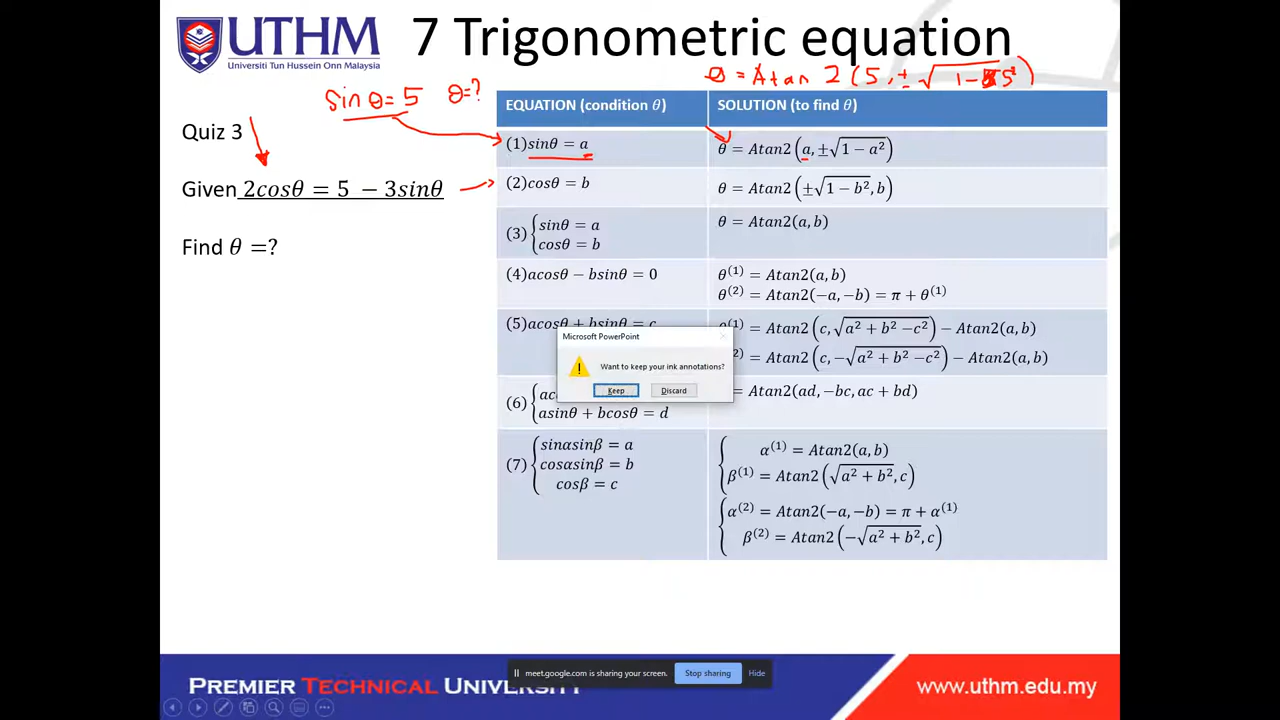 UTHM
Universiti Tun Hussein Onn Malaysia
7 Trigonometric equation
θ = Atan 2 (5, ± √1 - 5²)
sin θ = 5 θ = ?
Quiz 3
Given 2cosθ = 5 − 3sinθ
Find θ =?
EQUATION (condition θ) SOLUTION (to find θ)
(1)sinθ = a θ = Atan2(a, ±√1 − a²)
(2)cosθ = b θ = Atan2(±√1 − b², b)
(3) { sinθ = a θ = Atan2(a, b)
cosθ = b
(4)acosθ − bsinθ = 0 θ⁽¹⁾ = Atan2(a, b)
θ⁽²⁾ = Atan2(−a, −b) = π + θ⁽¹⁾
(5)acosθ + bsinθ = c θ⁽¹⁾ = Atan2(c, √a² + b² − c²) − Atan2(a, b)
= Atan2(c, −√a² + b² − c²) − Atan2(a, b)
(6) { = Atan2(ad, −bc, ac + bd)
asinθ + bcosθ = d
(7) { sinαsinβ = a
cosαsinβ = b
cosβ = c
α⁽¹⁾ = Atan2(a, b)
β⁽¹⁾ = Atan2(√a² + b², c)
α⁽²⁾ = Atan2(−a, −b) = π + α⁽¹⁾
β⁽²⁾ = Atan2(−√a² + b², c)
Microsoft PowerPoint
Want to keep your ink annotations?
Keep Discard
meet.google.com is sharing your screen. Stop sharing Hide
PREMIER TECHNICAL UNIVERSITY
www.uthm.edu.my